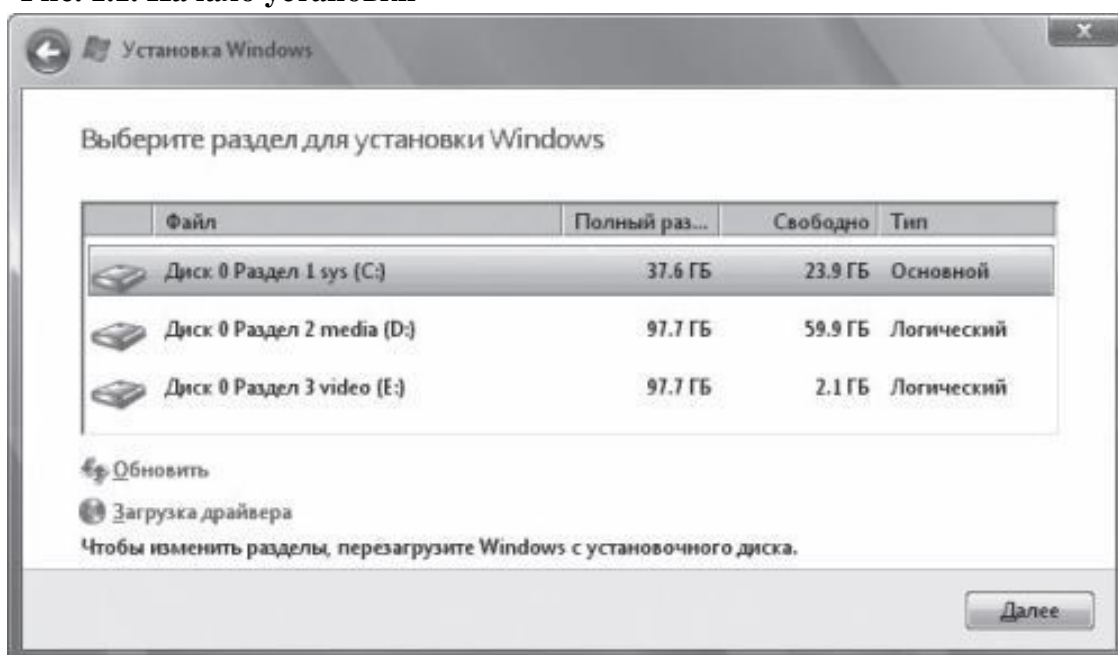 Установка Windows
Выберите раздел для установки Windows
Файл Полный раз... Свободно Тип
Диск 0 Раздел 1 sys (C:) 37.6 ГБ 23.9 ГБ Основной
Диск 0 Раздел 2 media (D:) 97.7 ГБ 59.9 ГБ Логический
Диск 0 Раздел 3 video (E:) 97.7 ГБ 2.1 ГБ Логический
Обновить
Загрузка драйвера
Чтобы изменить разделы, перезагрузите Windows с установочного диска.
Далее